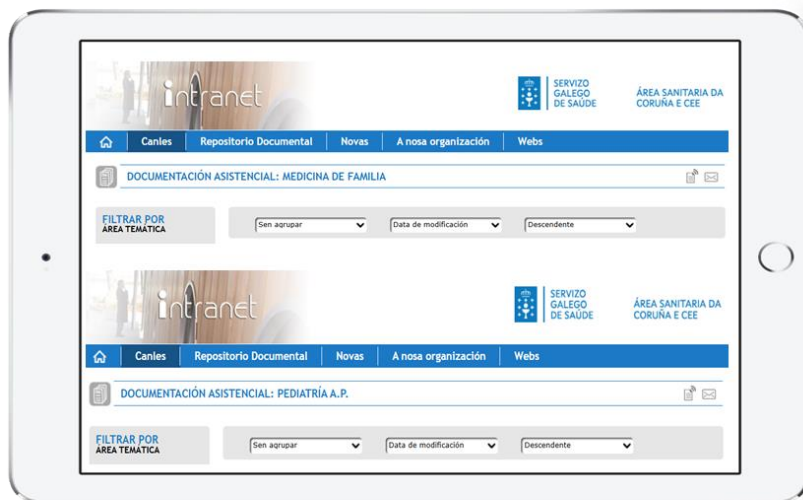 intranet
SERVIZO
GALEGO
DE SAÚDE
ÁREA SANITARIA DA
CORUÑA E CEE
Canles Repositorio Documental Novas A nosa organización Webs
DOCUMENTACIÓN ASISTENCIAL: MEDICINA DE FAMILIA
FILTRAR POR
ÁREA TEMÁTICA
Sen agrupar Data de modificación Descendente
intranet
SERVIZO
GALEGO
DE SAÚDE
ÁREA SANITARIA DA
CORUÑA E CEE
Canles Repositorio Documental Novas A nosa organización Webs
DOCUMENTACIÓN ASISTENCIAL: PEDIATRÍA A.P.
FILTRAR POR
ÁREA TEMÁTICA
Sen agrupar Data de modificación Descendente